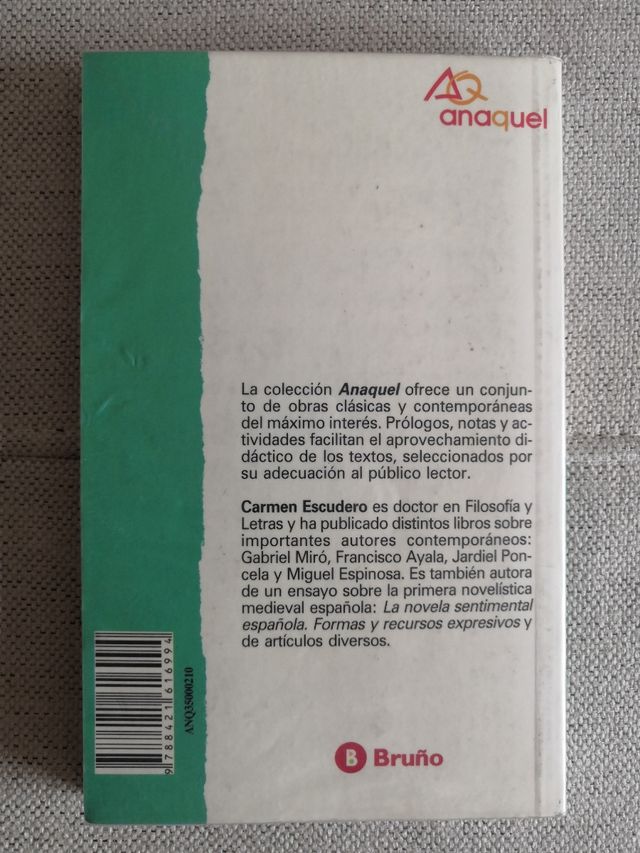 AQ
anaquel
La colección Anaquel ofrece un conjun-
to de obras clásicas y contemporáneas
del máximo interés. Prólogos, notas y ac-
tividades facilitan el aprovechamiento di-
dáctico de los textos, seleccionados por
su adecuación al público lector.
Carmen Escudero es doctor en Filosofía y
Letras y ha publicado distintos libros sobre
importantes autores contemporáneos:
Gabriel Miró, Francisco Ayala, Jardiel Pon-
cela y Miguel Espinosa. Es también autora
de un ensayo sobre la primera novelística
medieval española: La novela sentimental
española. Formas y recursos expresivos y
de artículos diversos.
9 788421 616994
ANQ35000210
B Bruño